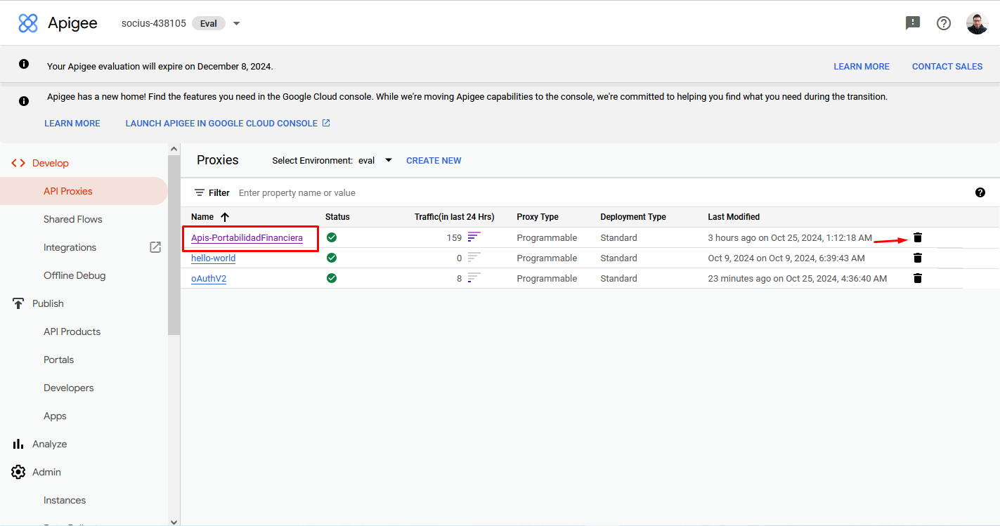 Apigee socius-438105 Eval
Your Apigee evaluation will expire on December 8, 2024. LEARN MORE CONTACT SALES
Apigee has a new home! Find the features you need in the Google Cloud console. While we're moving Apigee capabilities to the console, we're committed to helping you find what you need during the transition.
LEARN MORE LAUNCH APIGEE IN GOOGLE CLOUD CONSOLE
Develop
API Proxies
Shared Flows
Integrations
Offline Debug
Publish
API Products
Portals
Developers
Apps
Analyze
Admin
Instances
Proxies Select Environment: eval CREATE NEW
Filter Enter property name or value
Name Status Traffic(in last 24 Hrs) Proxy Type Deployment Type Last Modified
Apis-PortabilidadFinanciera 159 Programmable Standard 3 hours ago on Oct 25, 2024, 1:12:18 AM
hello-world 0 Programmable Standard Oct 9, 2024 on Oct 9, 2024, 6:39:43 AM
oAuthV2 8 Programmable Standard 23 minutes ago on Oct 25, 2024, 4:36:40 AM